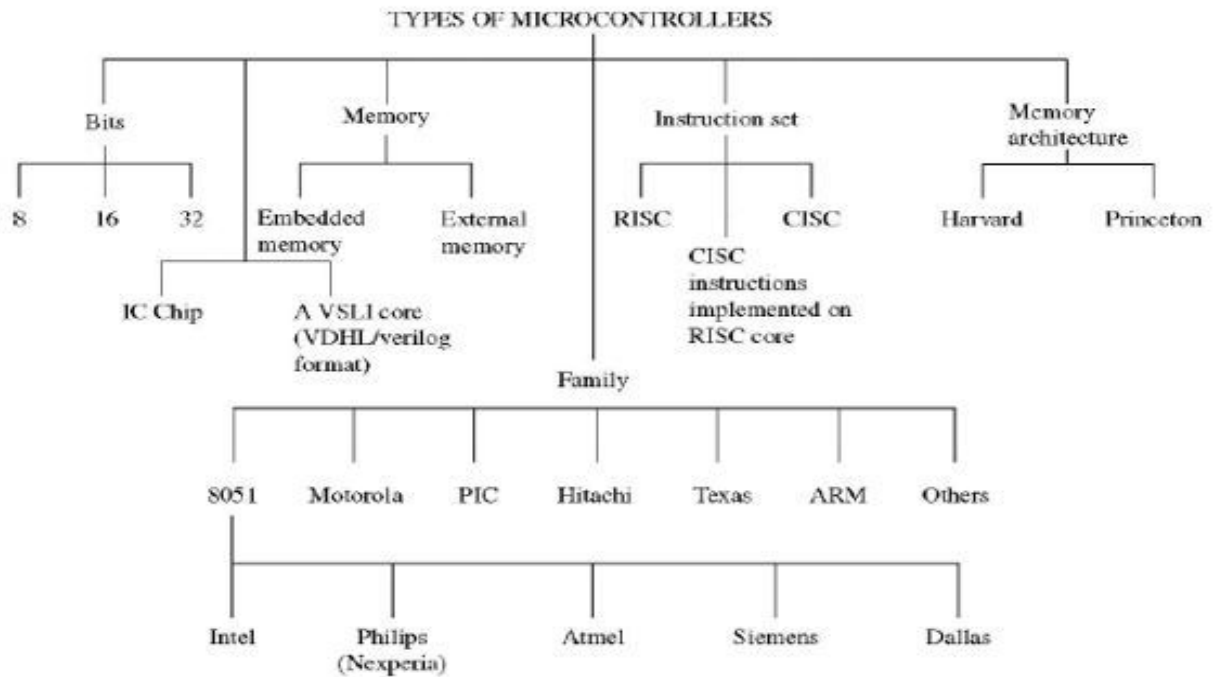 TYPES OF MICROCONTROLLERS
Bits
Memory
Instruction set
Memory
architecture
8 16 32
Embedded
memory
External
memory
RISC
CISC
CISC
instructions
implemented on
RISC core
Harvard
Princeton
IC Chip
A VSLI core
(VDHL/verilog
format)
Family
8051 Motorola PIC Hitachi Texas ARM Others
Intel
Philips
(Nexperia)
Atmel
Siemens
Dallas